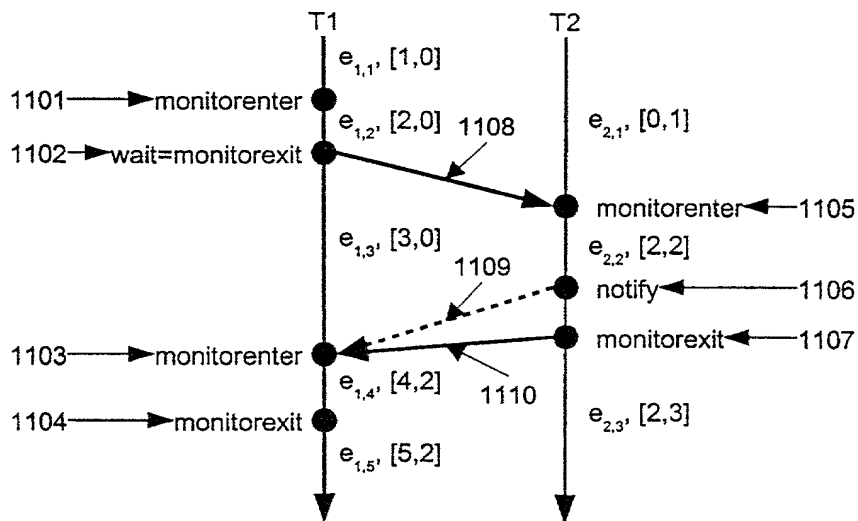 T1 T2
e1,1, [1,0]
1101 monitorenter
e1,2, [2,0] 1108 e2,1, [0,1]
1102 wait=monitorexit
monitorenter 1105
e1,3, [3,0] e2,2, [2,2]
1109
notify 1106
1103 monitorenter monitorexit 1107
e1,4, [4,2] 1110
1104 monitorexit e2,3, [2,3]
e1,5, [5,2]